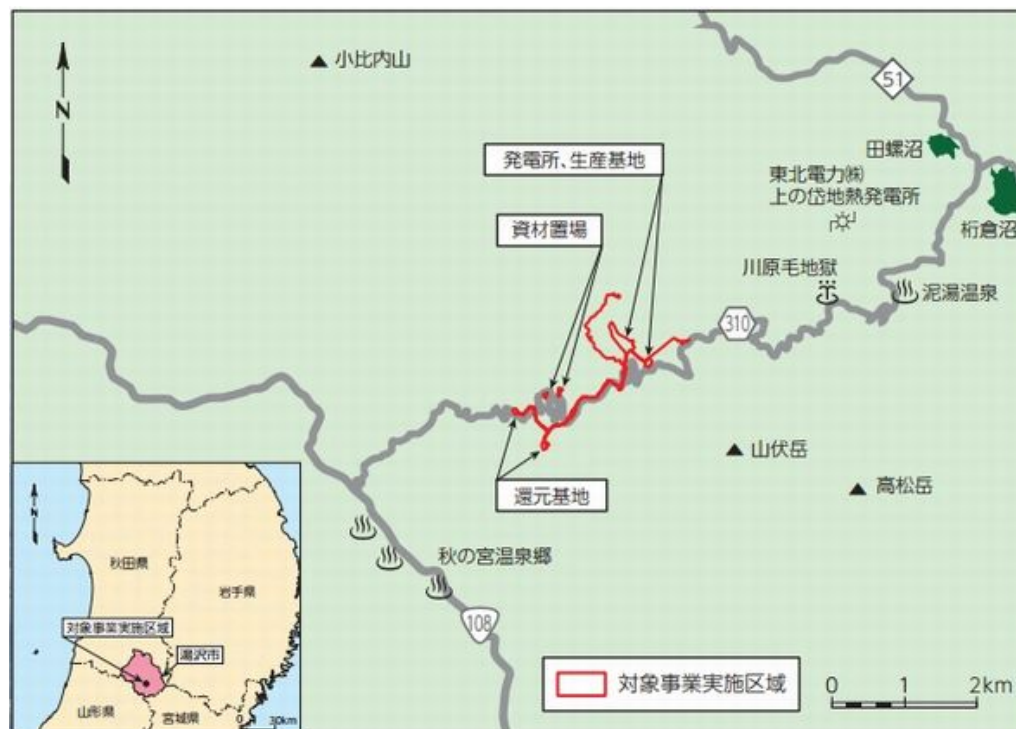 小比内山
51
N
発電所、生産基地
田螺沼
東北電力㈱
上の岱地熱発電所
資材置場
桁倉沼
川原毛地獄
泥湯温泉
310
山伏岳
高松岳
還元基地
N
秋の宮温泉郷
秋田県
岩手県
108
対象事業実施区域
湯沢市
対象事業実施区域
0 1 2km
山形県
宮城県
0 30km